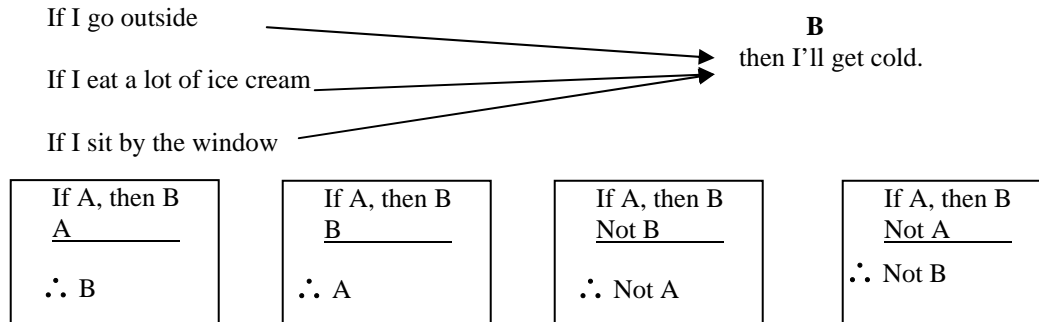 If I go outside
B
then I'll get cold.
If I eat a lot of ice cream
If I sit by the window
If A, then B
A
∴ B
If A, then B
B
∴ A
If A, then B
Not B
∴ Not A
If A, then B
Not A
∴ Not B